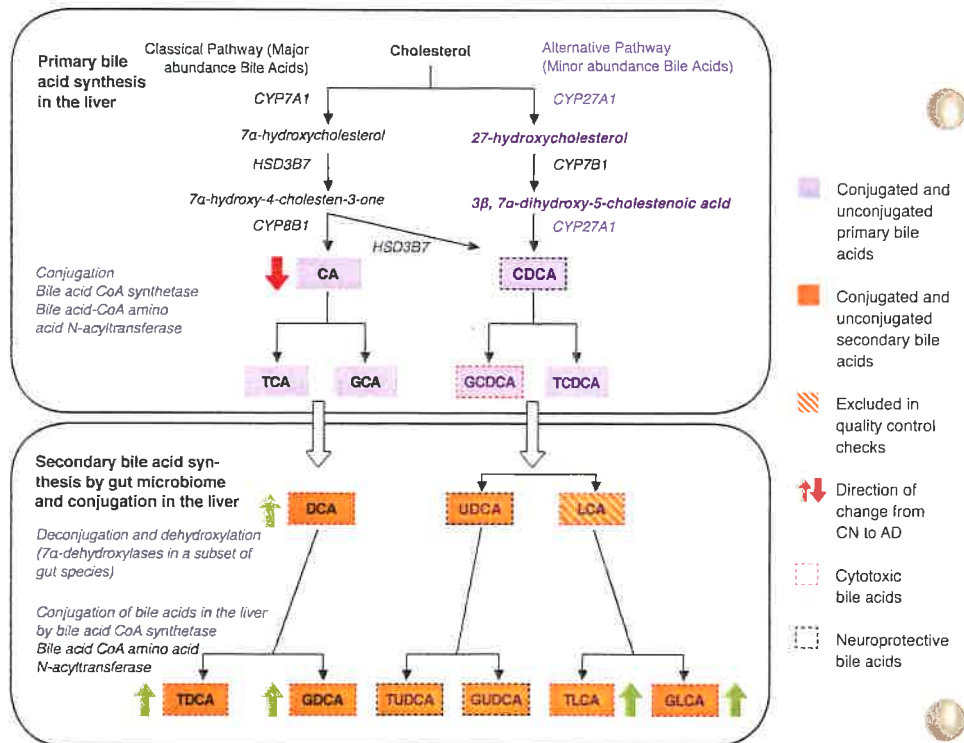 Primary bile
acid synthesis
in the liver
Classical Pathway (Major
abundance Bile Acids)
Cholesterol
Alternative Pathway
(Minor abundance Bile Acids)
CYP7A1
CYP27A1
7α-hydroxycholesterol
27-hydroxycholesterol
HSD3B7
CYP7B1
7α-hydroxy-4-cholesten-3-one
3β, 7α-dihydroxy-5-cholestenoic acid
CYP8B1
HSD3B7
CYP27A1
CA
CDCA
Conjugation
Bile acid CoA synthetase
Bile acid-CoA amino
acid N-acyltransferase
TCA
GCA
GCDCA
TCDCA
Secondary bile acid syn-
thesis by gut microbiome
and conjugation in the liver
DCA
UDCA
LCA
Deconjugation and dehydroxylation
(7α-dehydroxylases in a subset of
gut species)
Conjugation of bile acids in the liver
by bile acid CoA synthetase
Bile acid CoA amino acid
N-acyltransferase
TDCA
GDCA
TUDCA
GUDCA
TLCA
GLCA
Conjugated and
unconjugated
primary bile
acids
Conjugated and
unconjugated
secondary bile
acids
Excluded in
quality control
checks
Direction of
change from
CN to AD
Cytotoxic
bile acids
Neuroprotective
bile acids